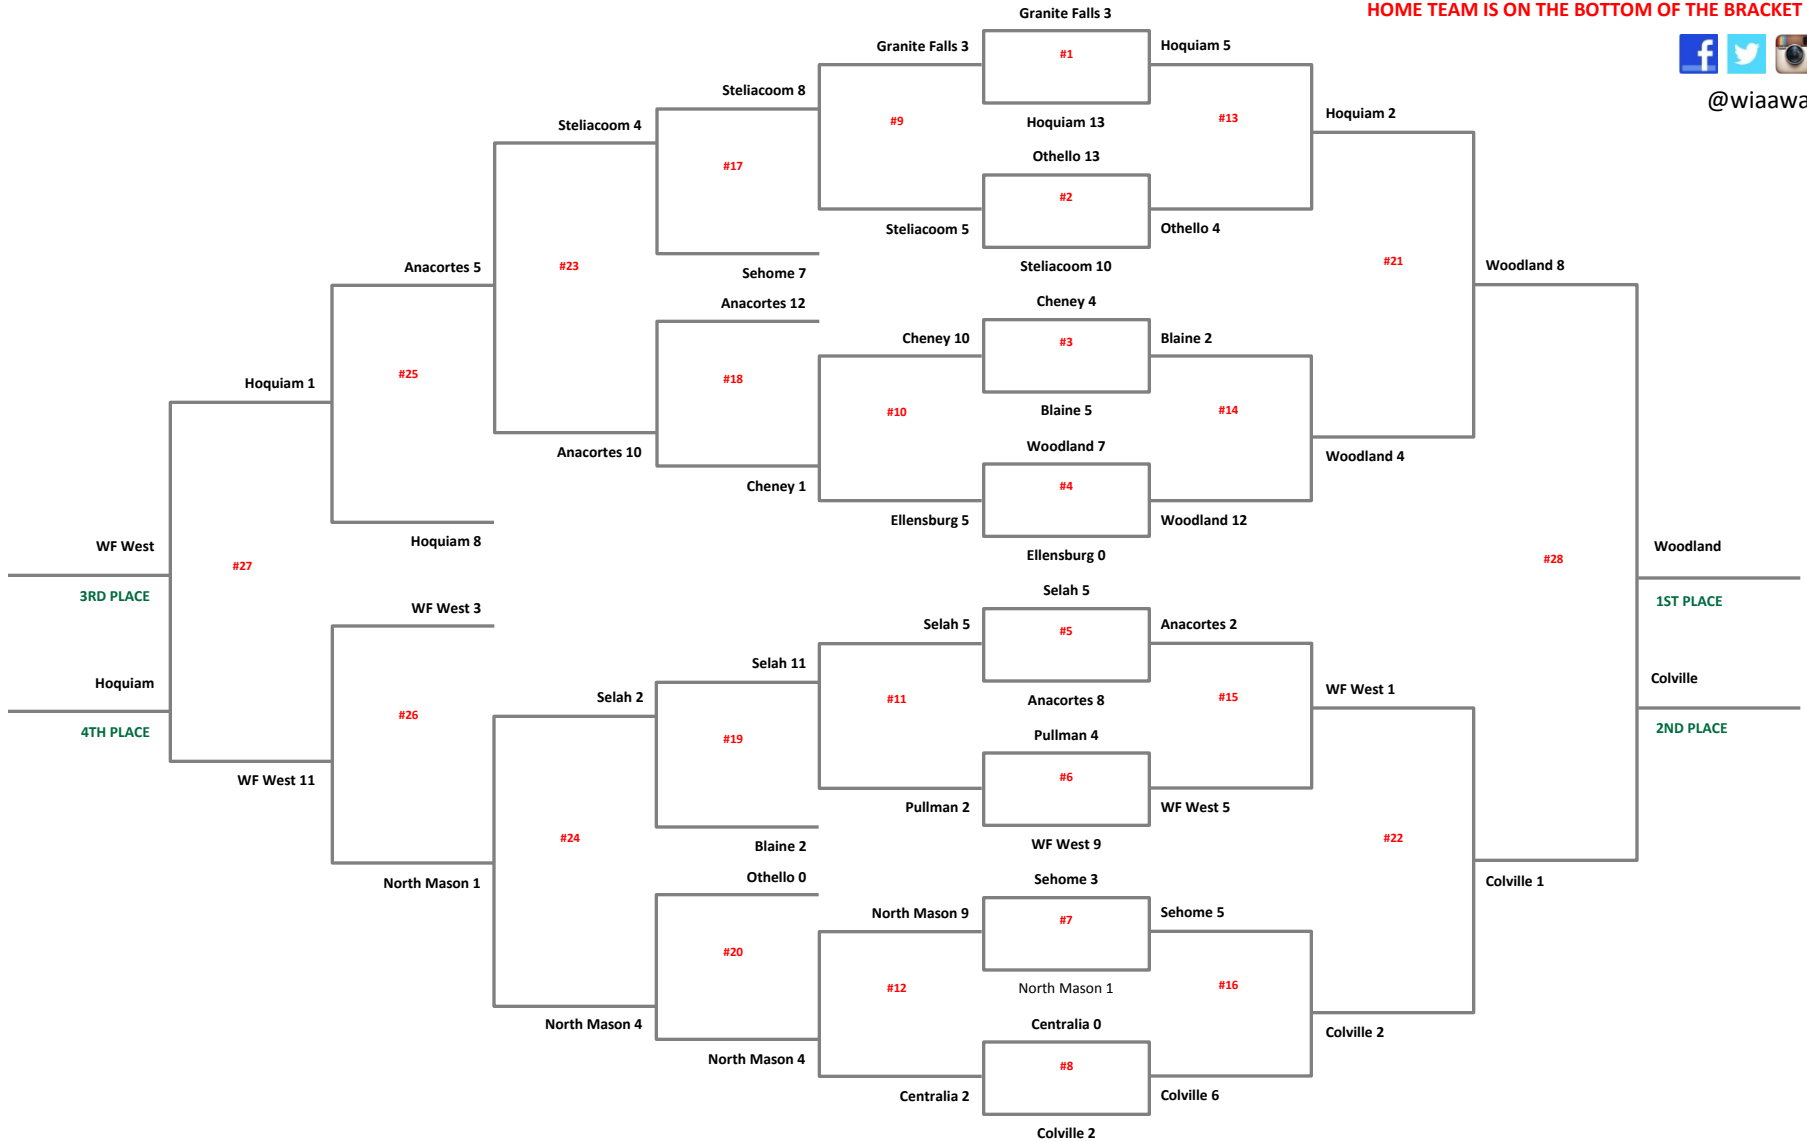 HOME TEAM IS ON THE BOTTOM OF THE BRACKET
@wiaawa
Granite Falls 3
#1
Hoquiam 13
Othello 13
#2
Steliacoom 10
Cheney 4
#3
Blaine 5
Woodland 7
#4
Ellensburg 0
Selah 5
#5
Anacortes 8
Pullman 4
#6
WF West 9
Sehome 3
#7
North Mason 1
Centralia 0
#8
Colville 2
Granite Falls 3
#9
Steliacoom 5
Cheney 10
#10
Ellensburg 5
Selah 5
#11
Pullman 2
North Mason 9
#12
Centralia 2
Hoquiam 5
#13
Othello 4
Blaine 2
#14
Woodland 12
Anacortes 2
#15
WF West 5
Sehome 5
#16
Colville 6
Steliacoom 8
#17
Sehome 7
Anacortes 12
#18
Cheney 1
Selah 11
#19
Blaine 2
Othello 0
#20
North Mason 4
Hoquiam 2
#21
Woodland 4
WF West 1
#22
Colville 2
Steliacoom 4
#23
Anacortes 10
Selah 2
#24
North Mason 4
Anacortes 5
#25
Hoquiam 8
WF West 3
#26
North Mason 1
Hoquiam 1
#27
WF West 11
Woodland 8
#28
Colville 1
WF West
3RD PLACE
Hoquiam
4TH PLACE
Woodland
1ST PLACE
Colville
2ND PLACE